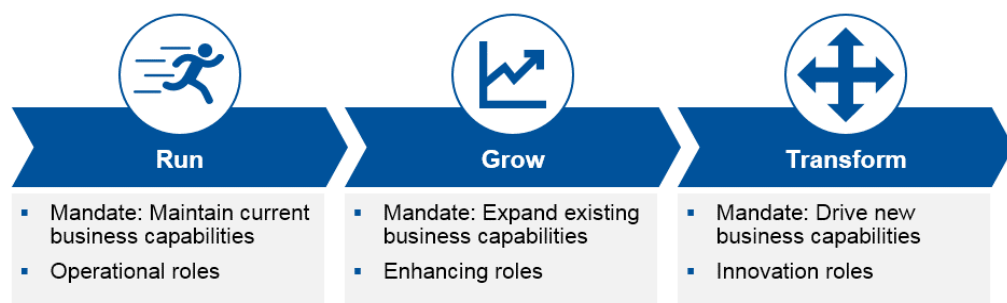 Run
Grow
Transform
▪ Mandate: Maintain current
business capabilities
▪ Operational roles
▪ Mandate: Expand existing
business capabilities
▪ Enhancing roles
▪ Mandate: Drive new
business capabilities
▪ Innovation roles